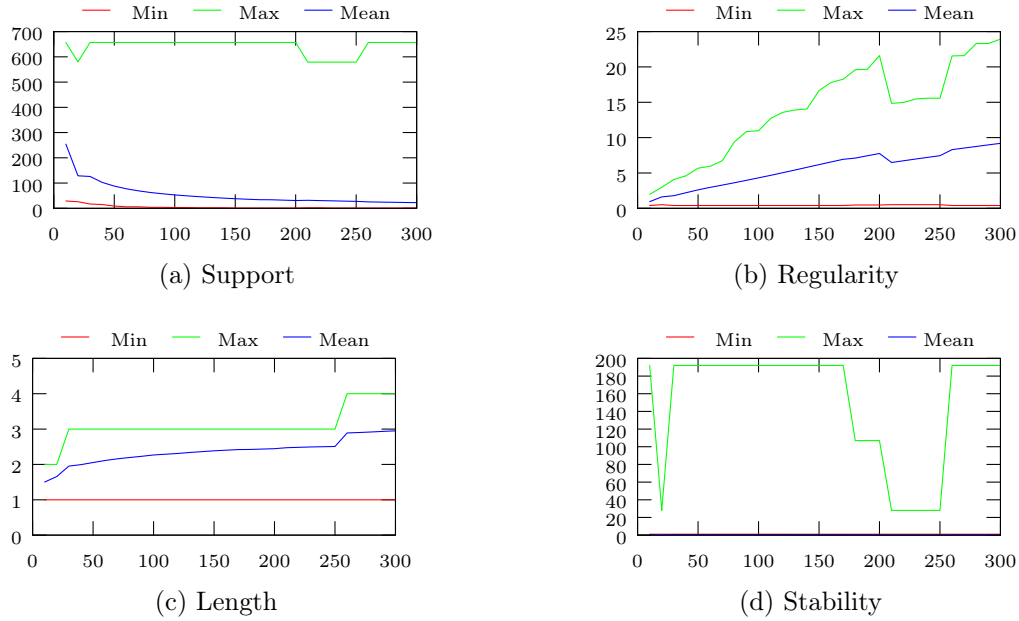 Min Max Mean
700
600
500
400
300
200
100
0
0 50 100 150 200 250 300
(a) Support
Min Max Mean
25
20
15
10
5
0
0 50 100 150 200 250 300
(b) Regularity
Min Max Mean
5
4
3
2
1
0
0 50 100 150 200 250 300
(c) Length
Min Max Mean
200
180
160
140
120
100
80
60
40
20
0
0 50 100 150 200 250 300
(d) Stability